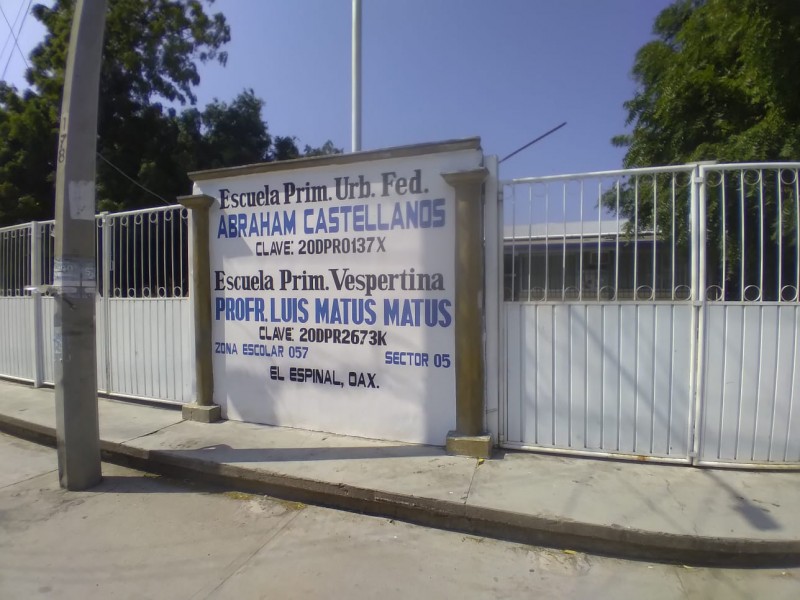 Escuela Prim. Urb. Fed.
ABRAHAM CASTELLANOS
CLAVE: 20DPR0137X
Escuela Prim. Vespertina
PROFR. LUIS MATUS MATUS
CLAVE: 20DPR2673K
ZONA ESCOLAR 057
SECTOR 05
EL ESPINAL, OAX.
178